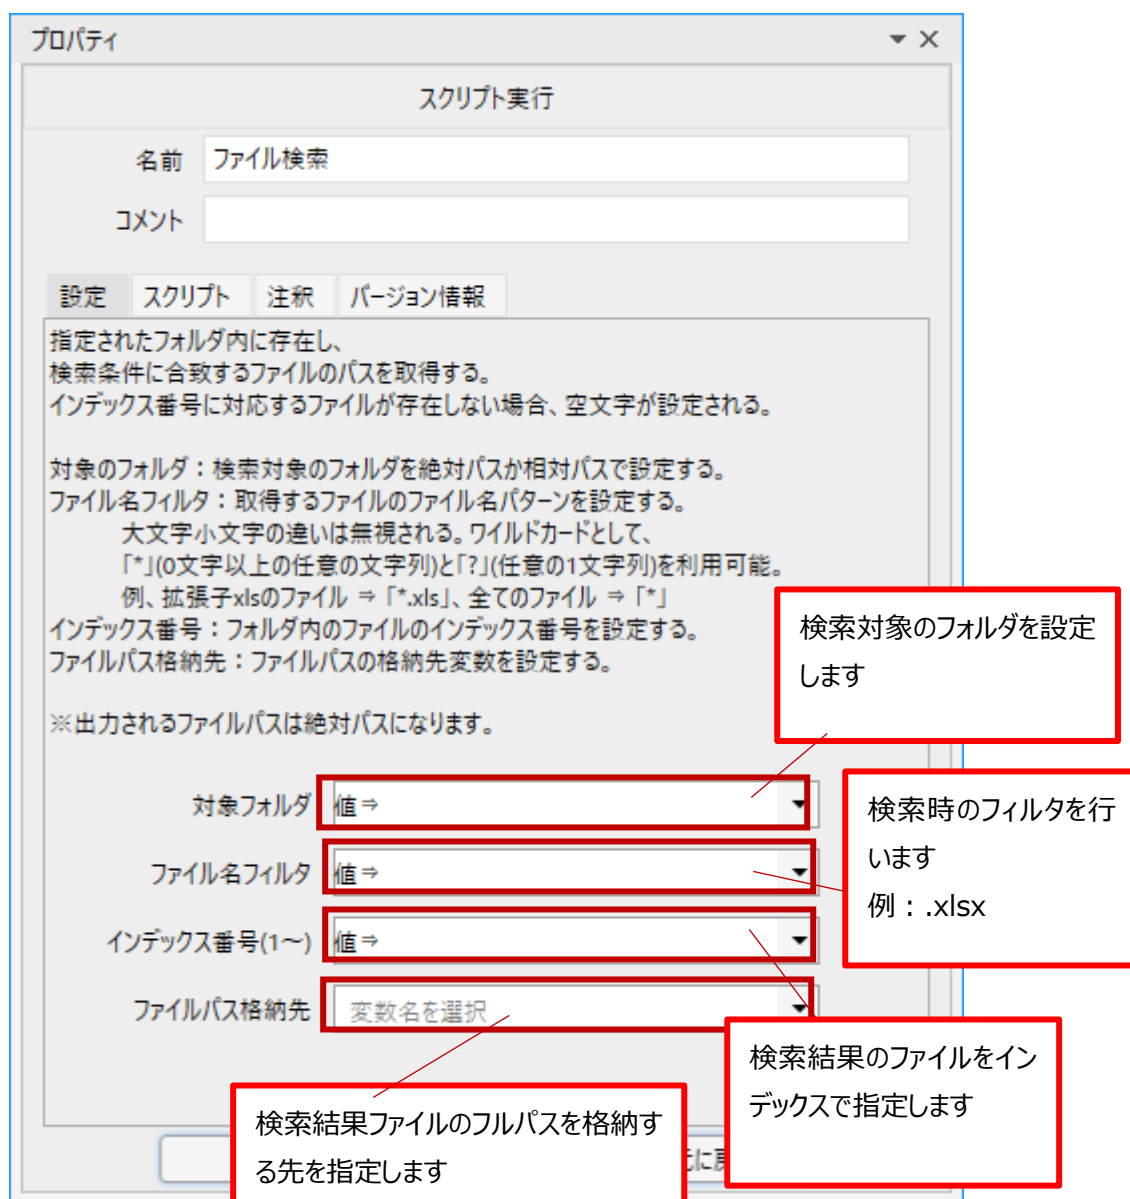 プロパティ
スクリプト実行
名前 ファイル検索
コメント
設定 スクリプト 注釈 バージョン情報
指定されたフォルダ内に存在し、
検索条件に合致するファイルのパスを取得する。
インデックス番号に対応するファイルが存在しない場合、空文字が設定される。
対象のフォルダ：検索対象のフォルダを絶対パスか相対パスで設定する。
ファイル名フィルタ：取得するファイルのファイル名パターンを設定する。
大文字小文字の違いは無視される。ワイルドカードとして、
「*」(0文字以上の任意の文字列)と「?」(任意の1文字列)を利用可能。
例、拡張子xlsのファイル ⇒ 「*.xls」、全てのファイル ⇒ 「*」
インデックス番号：フォルダ内のファイルのインデックス番号を設定する。
ファイルパス格納先：ファイルパスの格納先変数を設定する。
※出力されるファイルパスは絶対パスになります。
検索対象のフォルダを設定
します
対象フォルダ 値⇒
検索時のフィルタを行
います
例：.xlsx
ファイル名フィルタ 値⇒
インデックス番号(1～) 値⇒
ファイルパス格納先 変数名を選択
検索結果のファイルをイン
デックスで指定します
検索結果ファイルのフルパスを格納す
る先を指定します